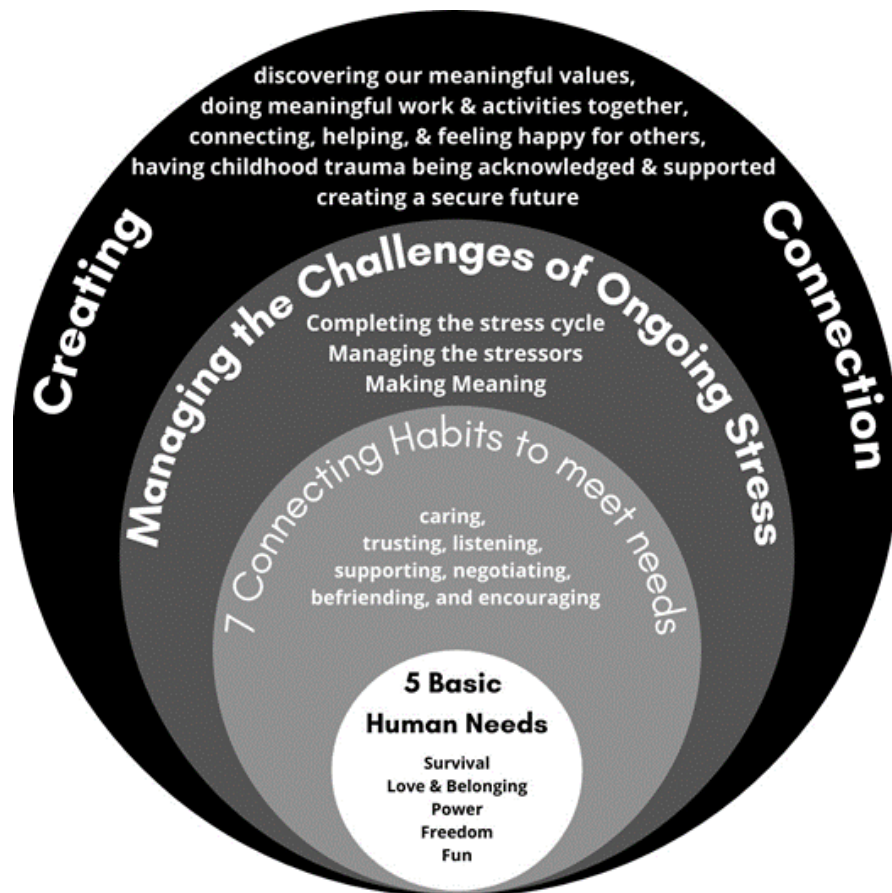 discovering our meaningful values,
doing meaningful work & activities together,
connecting, helping, & feeling happy for others,
having childhood trauma being acknowledged & supported
creating a secure future
Creating Connection
Managing the Challenges of Ongoing Stress
Completing the stress cycle
Managing the stressors
Making Meaning
7 Connecting Habits to meet needs
caring,
trusting, listening,
supporting, negotiating,
befriending, and encouraging
5 Basic
Human Needs
Survival
Love & Belonging
Power
Freedom
Fun